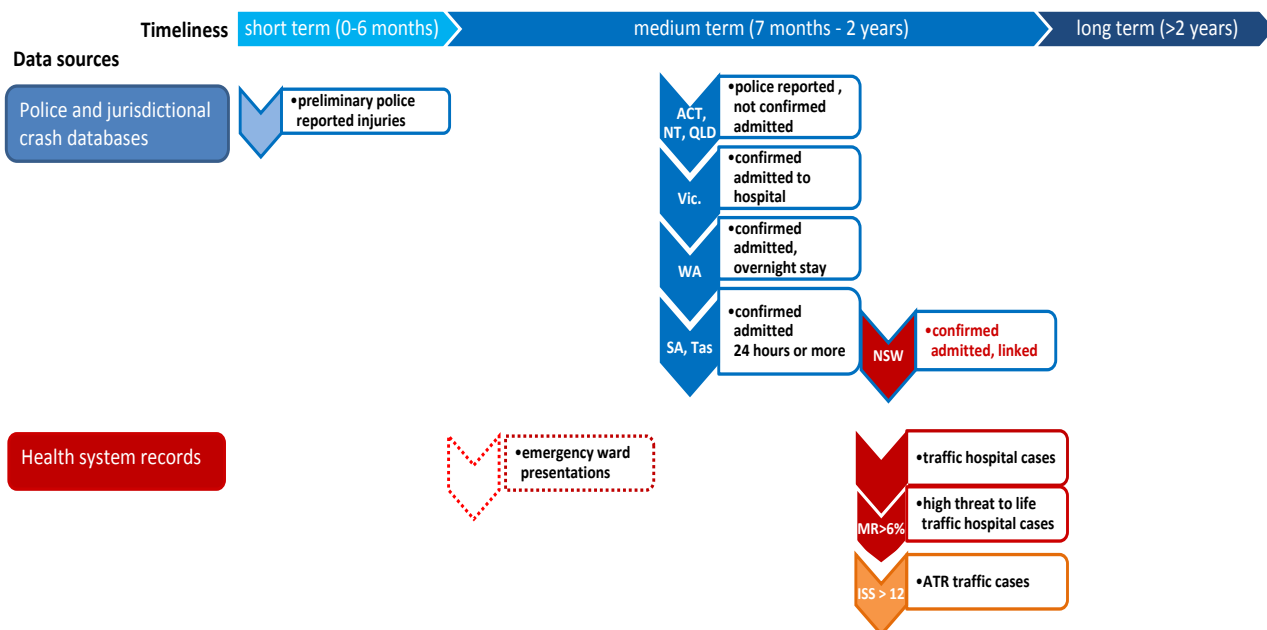 Timeliness
short term (0-6 months)
medium term (7 months - 2 years)
long term (>2 years)
Data sources
Police and jurisdictional
crash databases
•preliminary police
reported injuries
ACT,
NT, QLD
•police reported ,
not confirmed
admitted
Vic.
•confirmed
admitted to
hospital
WA
•confirmed
admitted,
overnight stay
SA, Tas
•confirmed
admitted
24 hours or more
NSW
•confirmed
admitted, linked
Health system records
•emergency ward
presentations
•traffic hospital cases
MR>6%
•high threat to life
traffic hospital cases
ISS > 12
•ATR traffic cases